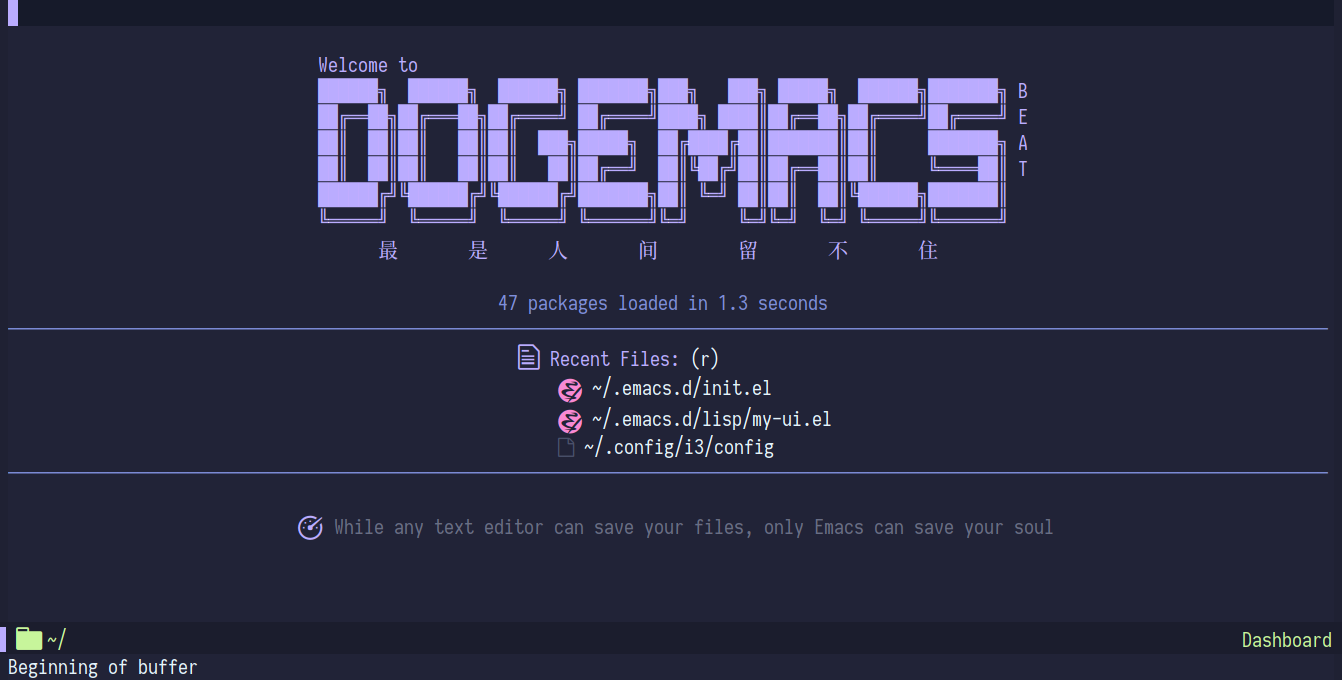 Welcome to
DOGEMACS
BEAT
最是人间留不住
47 packages loaded in 1.3 seconds
Recent Files: (r)
~/.emacs.d/init.el
~/.emacs.d/lisp/my-ui.el
~/.config/i3/config
While any text editor can save your files, only Emacs can save your soul
~/
Dashboard
Beginning of buffer